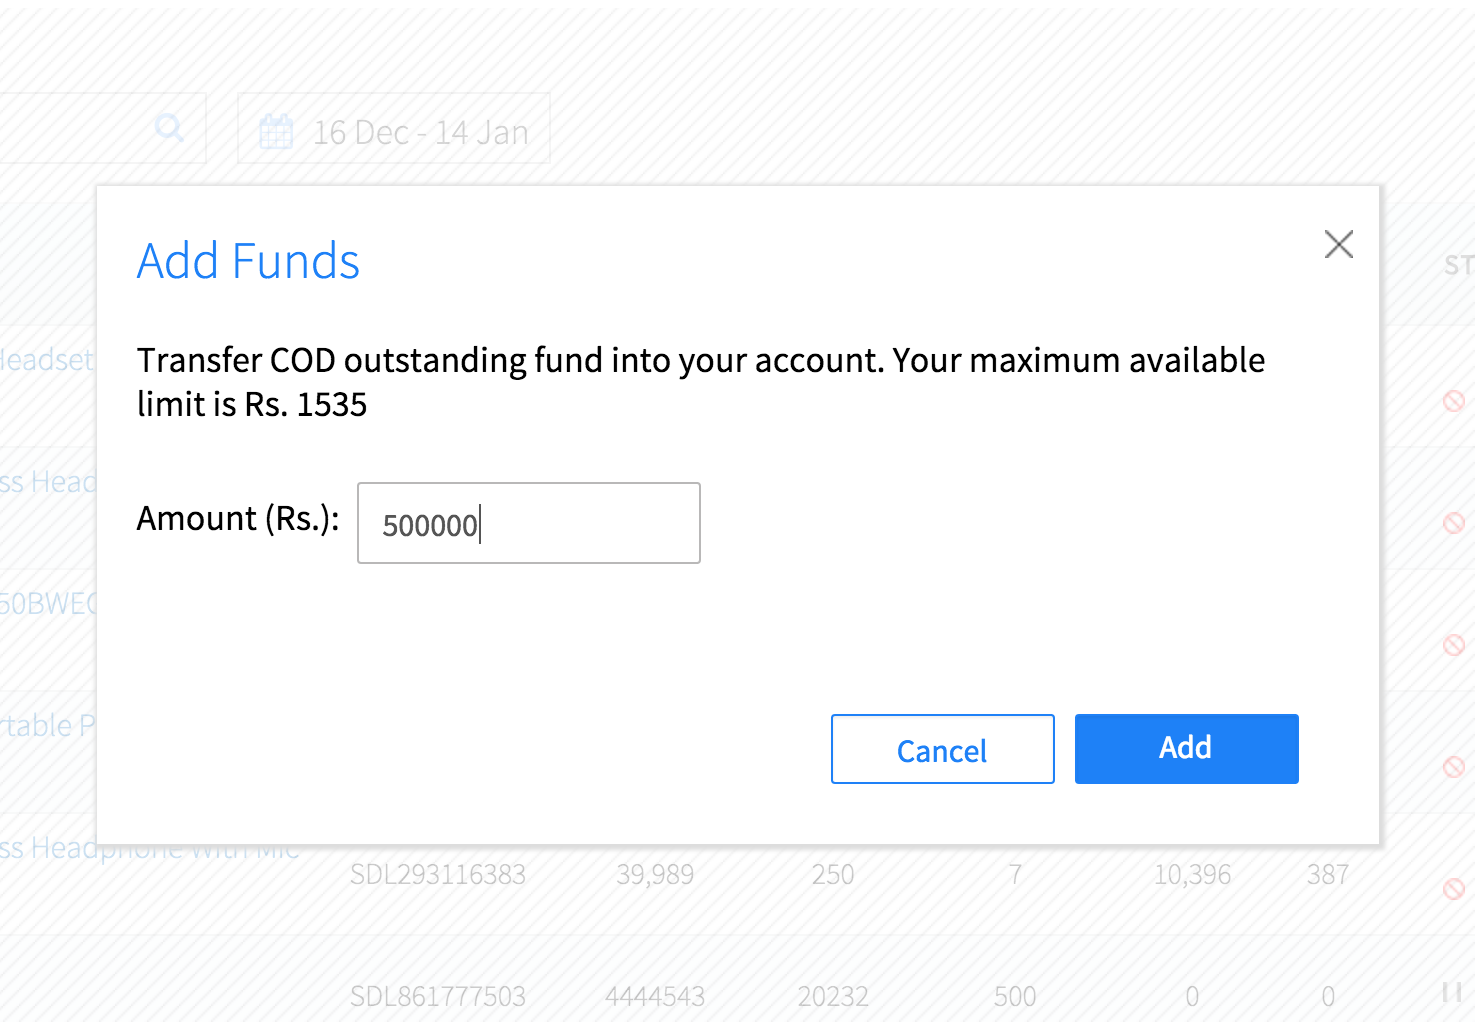 16 Dec - 14 Jan
Add Funds
ST
Transfer COD outstanding fund into your account. Your maximum available
limit is Rs. 1535
Headset
ss Head
Amount (Rs.): 500000
50BWE
rtable P
Cancel Add
ss Headphone With Mic
SDL293116383 39,989 250 7 10,396 387
SDL861777503 4444543 20232 500 0 0